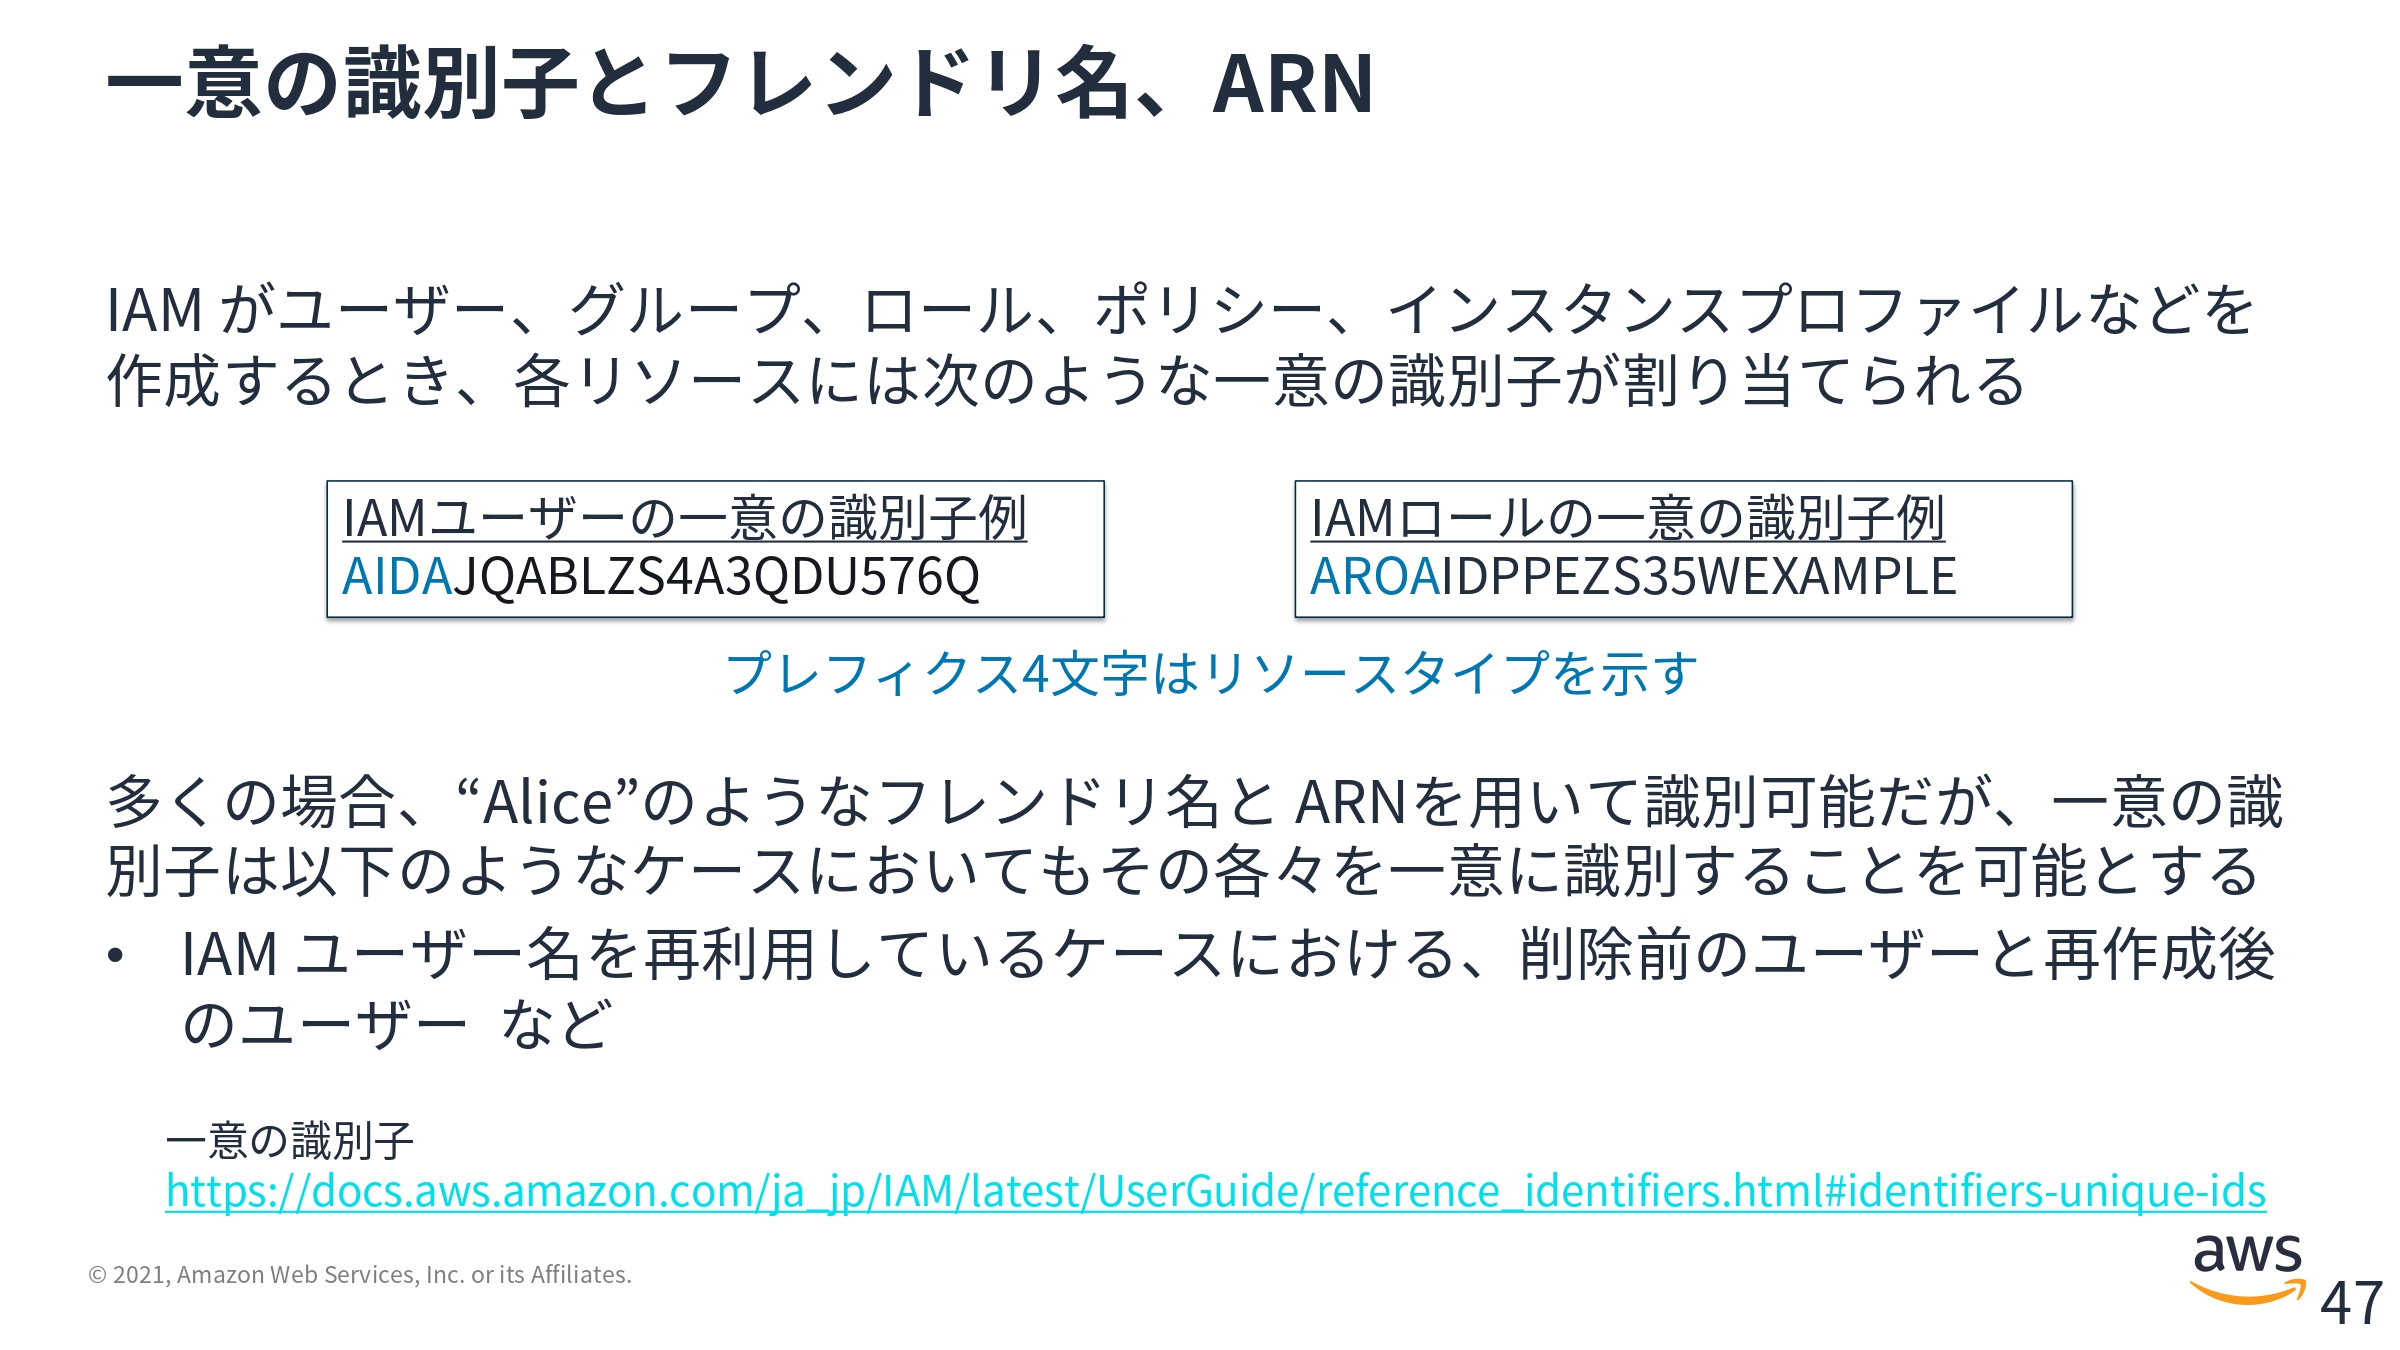 一意の識別子とフレンドリ名、ARN
IAM がユーザー、グループ、ロール、ポリシー、インスタンスプロファイルなどを
作成するとき、各リソースには次のような一意の識別子が割り当てられる
IAMユーザーの一意の識別子例
AIDAJQABLZS4A3QDU576Q
IAMロールの一意の識別子例
AROAIDPPEZS35WEXAMPLE
プレフィクス4文字はリソースタイプを示す
多くの場合、“Alice”のようなフレンドリ名と ARNを用いて識別可能だが、一意の識
別子は以下のようなケースにおいてもその各々を一意に識別することを可能とする
• IAM ユーザー名を再利用しているケースにおける、削除前のユーザーと再作成後
のユーザー など
一意の識別子
https://docs.aws.amazon.com/ja_jp/IAM/latest/UserGuide/reference_identifiers.html#identifiers-unique-ids
© 2021, Amazon Web Services, Inc. or its Affiliates.
aws
47